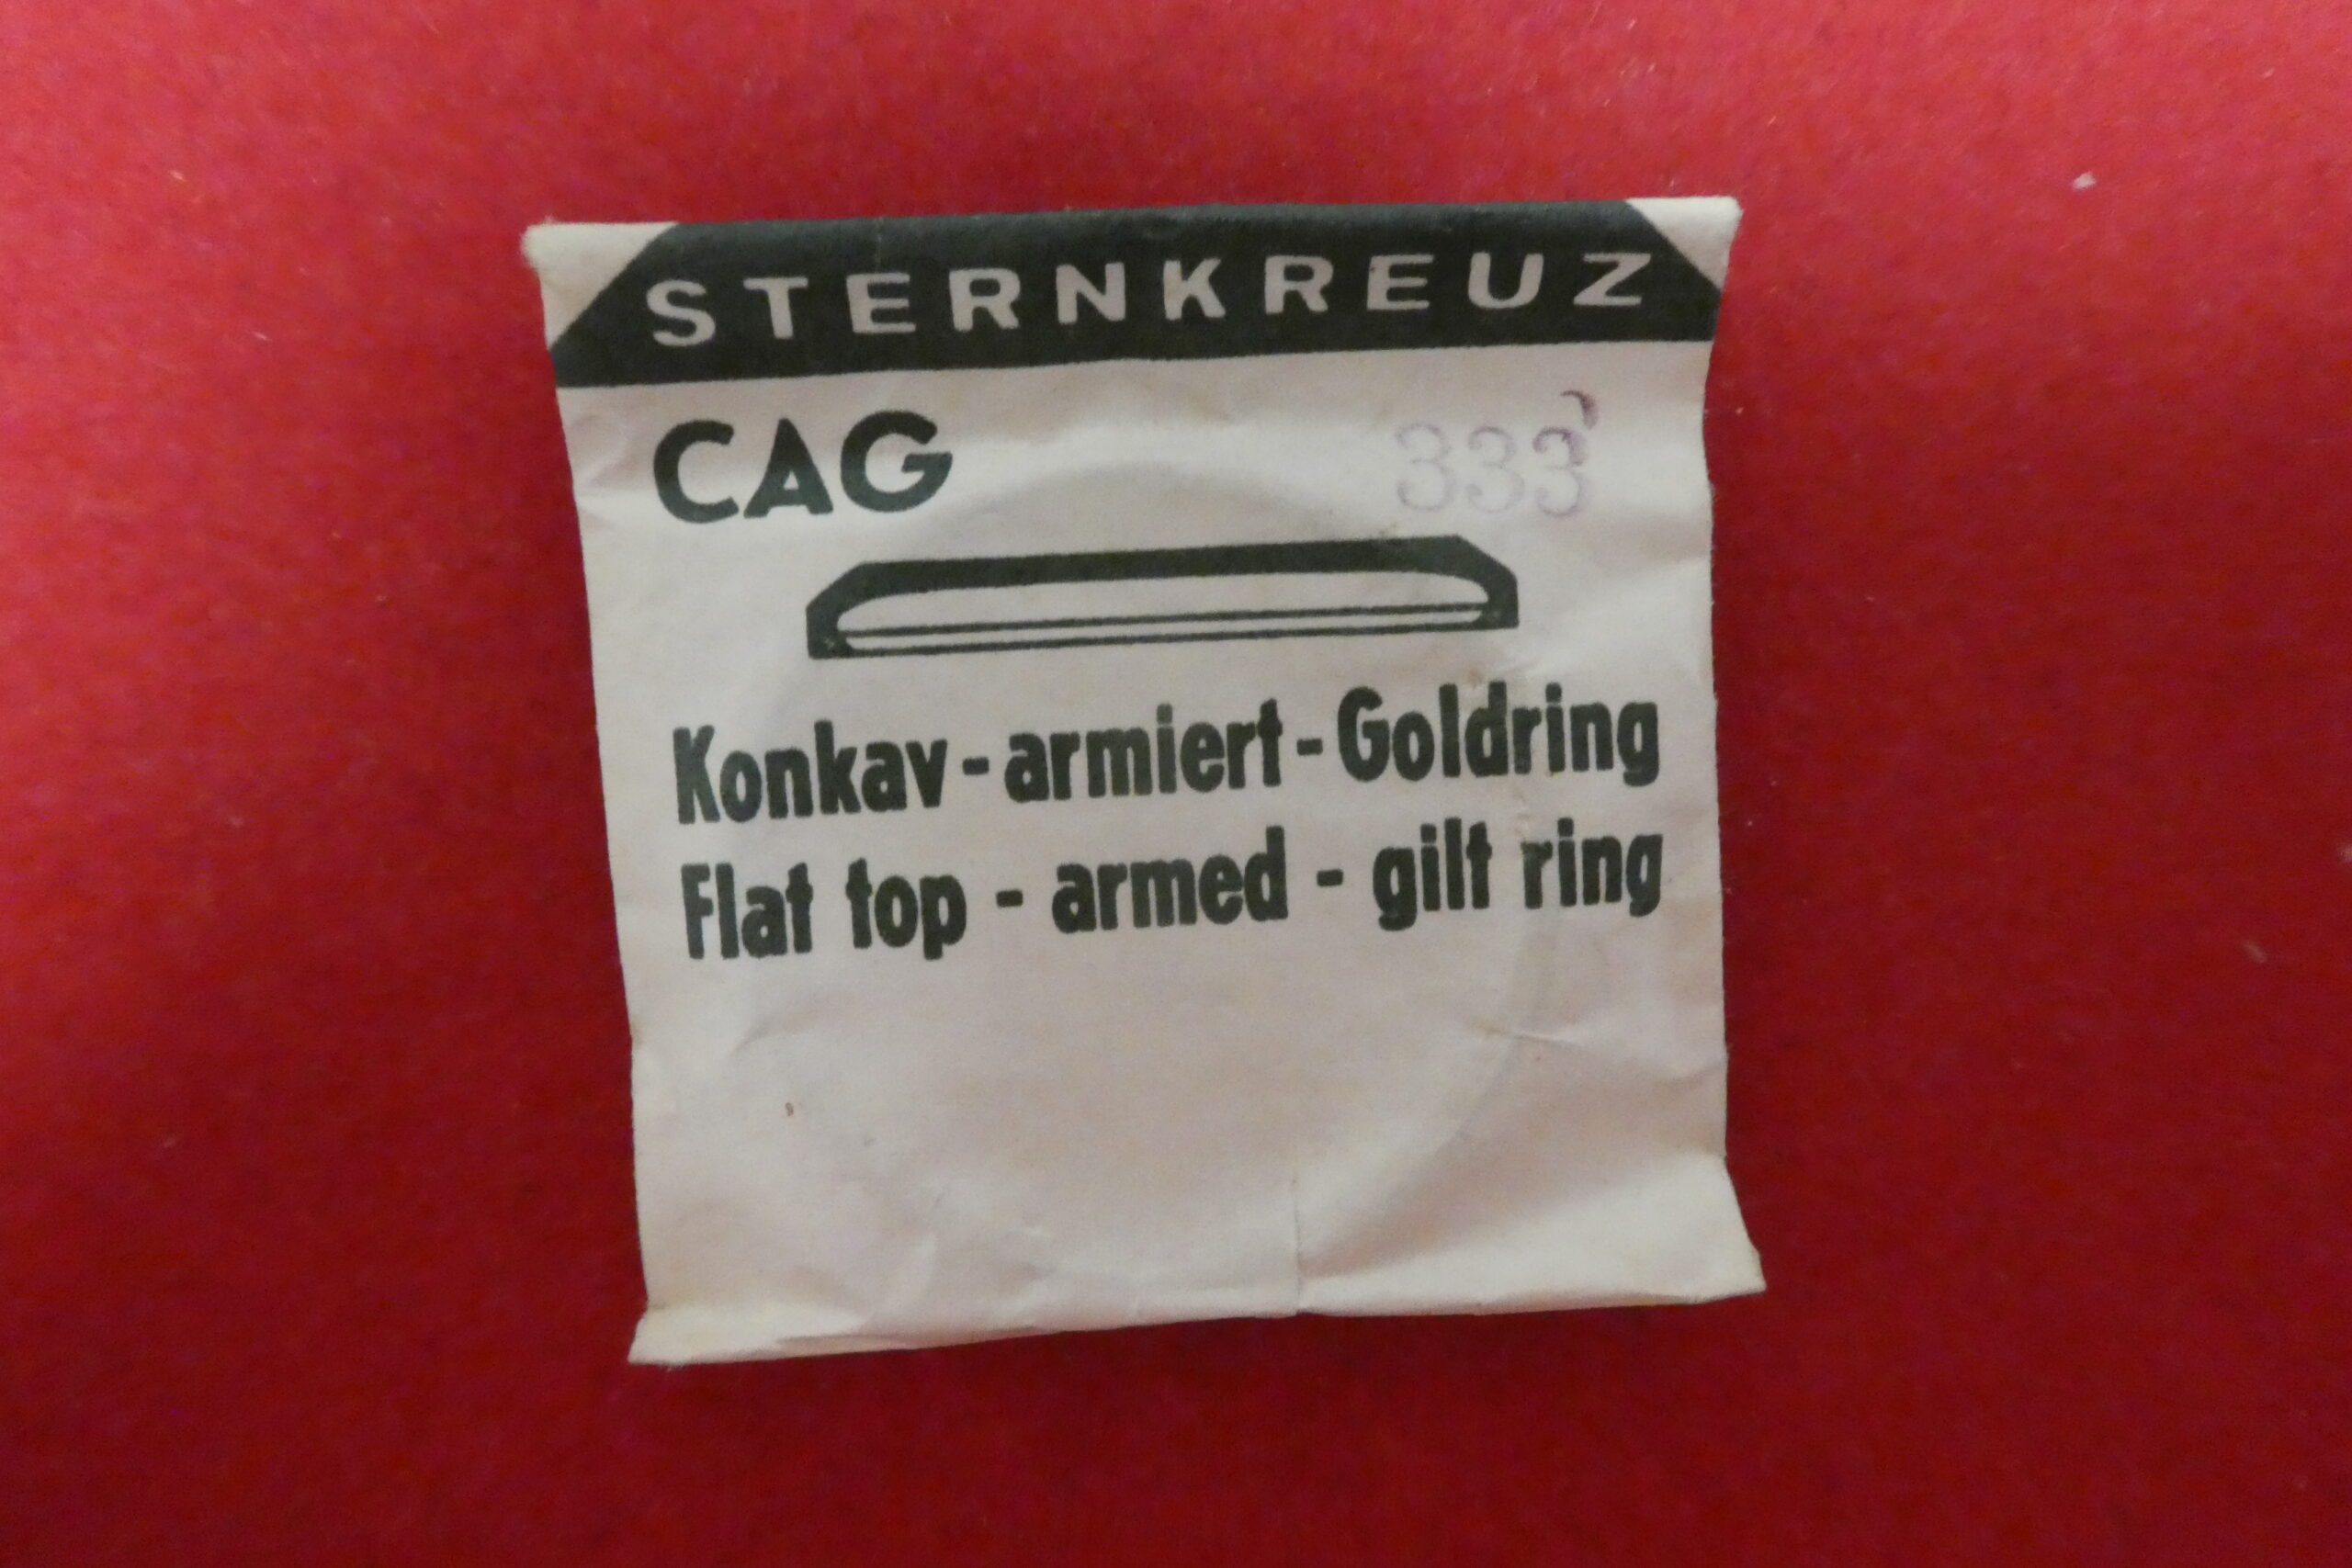 STERNKREUZ
CAG 333
Konkav - armiert - Goldring
Flat top - armed - gilt ring